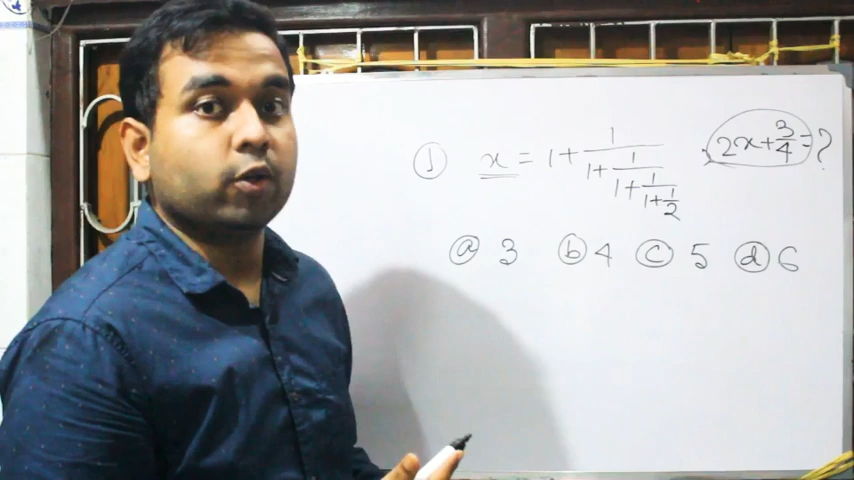 ① x = 1 + 1/(1 + 1/(1 + 1/(1 + 1/2))) 2x + 3/4 = ?
ⓐ 3 ⓑ 4 ⓒ 5 ⓓ 6